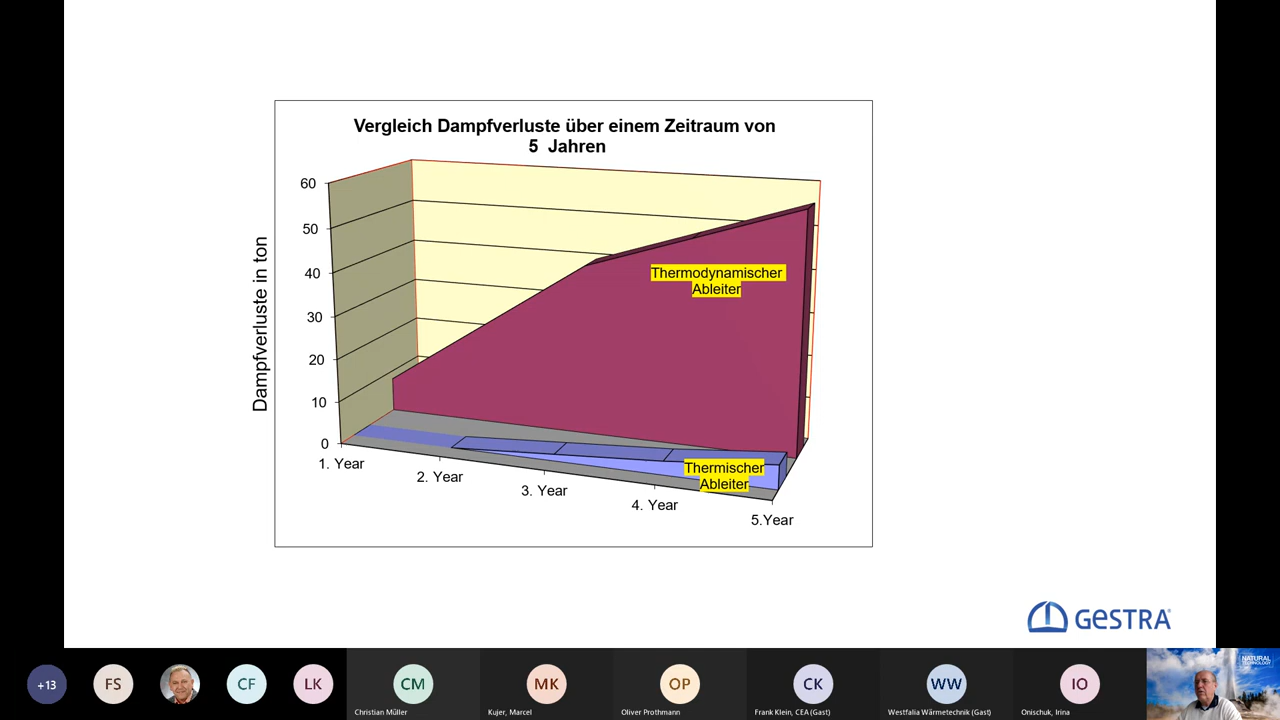 Vergleich Dampfverluste über einem Zeitraum von
5 Jahren
Dampfverluste in ton
60
50
40
30
20
10
0
Thermodynamischer
Ableiter
Thermischer
Ableiter
1. Year
2. Year
3. Year
4. Year
5.Year
GESTRA
+13
FS
CF
LK
CM
Christian Müller
MK
Kujer, Marcel
OP
Oliver Prothmann
CK
Frank Klein, CEA (Gast)
WW
Westfalia Wärmetechnik (Gast)
IO
Onischuk, Irina
NATURAL
TECHNOLOGY